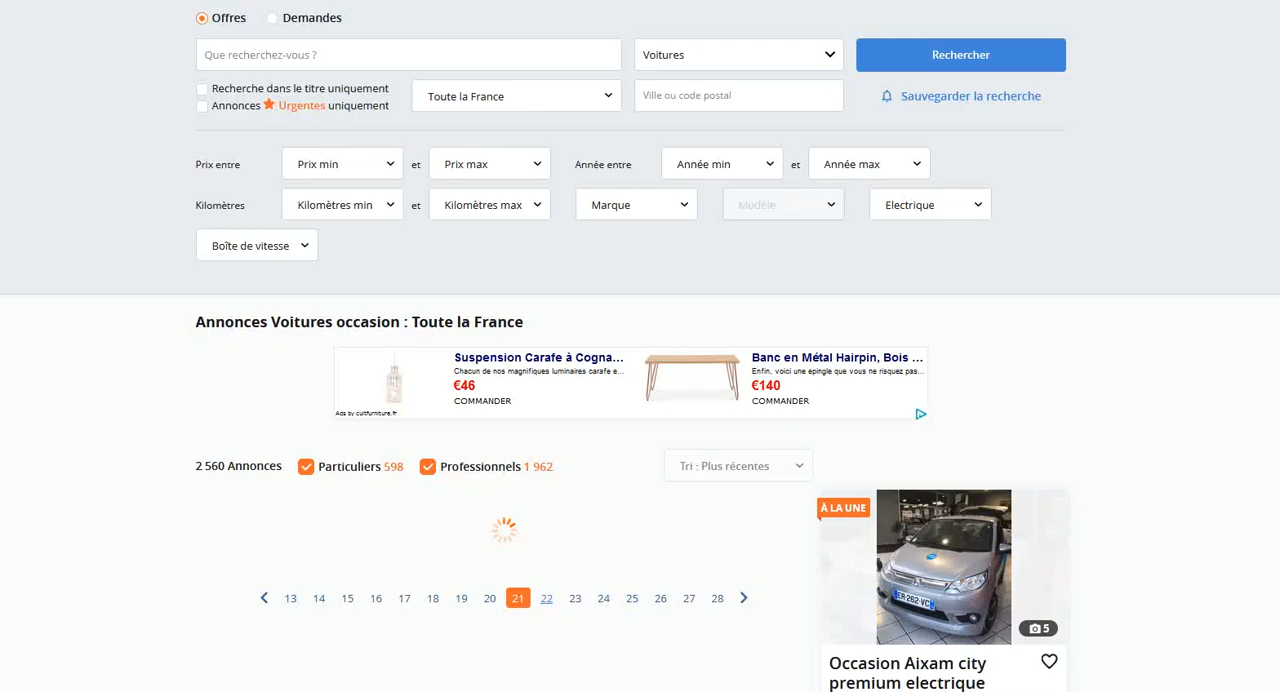 Offres Demandes
Que recherchez-vous ? Voitures Rechercher
Recherche dans le titre uniquement
Annonces Urgentes uniquement Toute la France Ville ou code postal Sauvegarder la recherche
Prix entre Prix min et Prix max Année entre Année min et Année max
Kilomètres Kilomètres min et Kilomètres max Marque Modèle Electrique
Boîte de vitesse
Annonces Voitures occasion : Toute la France
Suspension Carafe à Cogna...
Chacun de nos magnifiques luminaires carafe e...
€46
COMMANDER
Ads by cultfurniture.fr
Banc en Métal Hairpin, Bois ...
Enfin, voici une epingle que vous ne risquez pas...
€140
COMMANDER
2 560 Annonces Particuliers 598 Professionnels 1 962 Tri : Plus récentes
13 14 15 16 17 18 19 20 21 22 23 24 25 26 27 28
À LA UNE
ER-262-VC
5
Occasion Aixam city
premium electrique